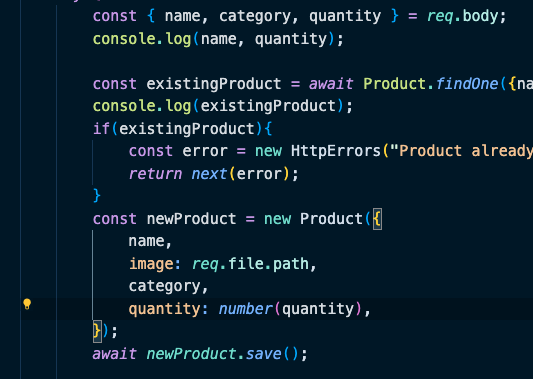 const { name, category, quantity } = req.body;
console.log(name, quantity);
const existingProduct = await Product.findOne({na
console.log(existingProduct);
if(existingProduct){
const error = new HttpErrors("Product already
return next(error);
}
const newProduct = new Product({
name,
image: req.file.path,
category,
quantity: number(quantity),
});
await newProduct.save();